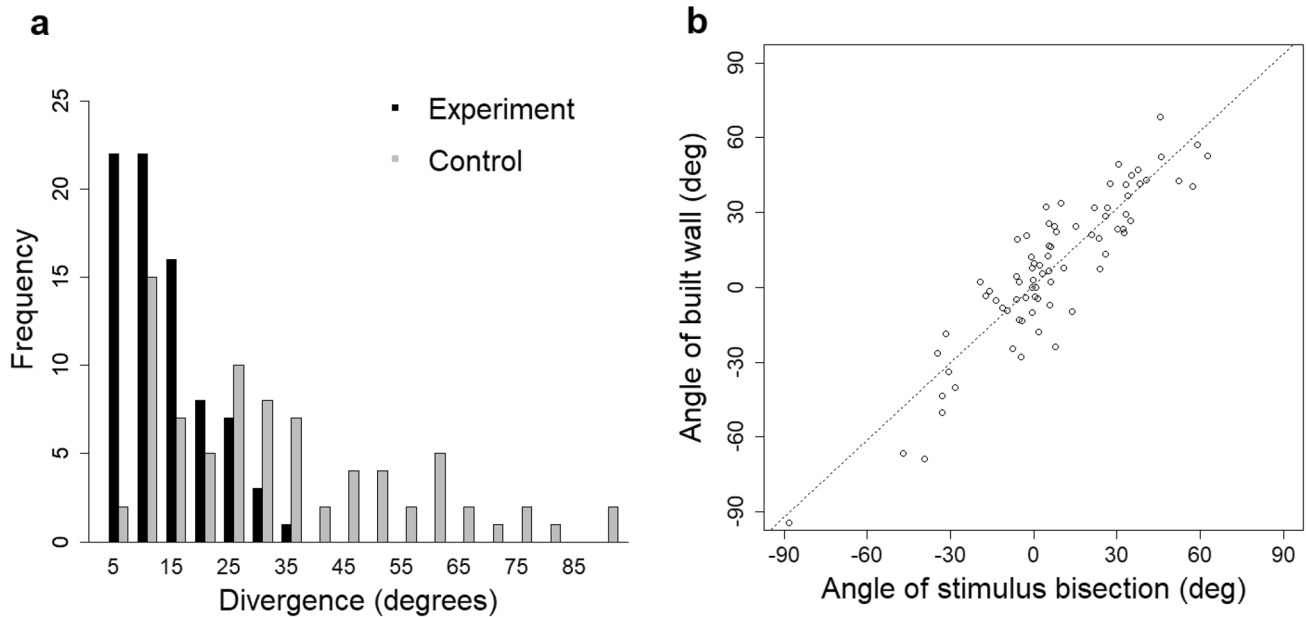 a
25
20
15
10
5
0
Frequency
Experiment
Control
5 15 25 35 45 55 65 75 85
Divergence (degrees)
b
90
60
30
0
-30
-60
-90
Angle of built wall (deg)
-90 -60 -30 0 30 60 90
Angle of stimulus bisection (deg)